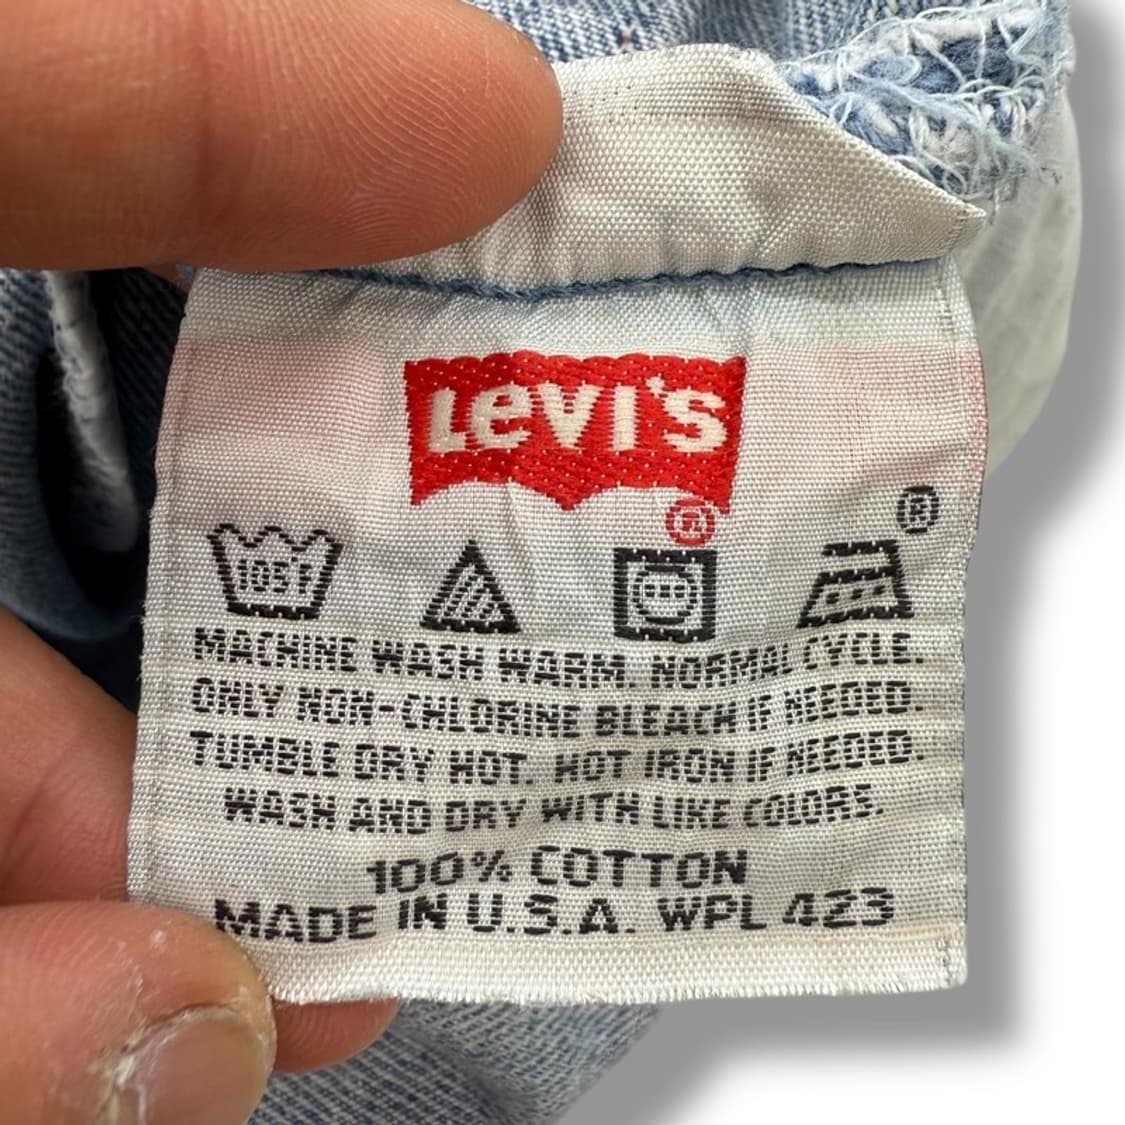 LEVI'S
®
®
105F
MACHINE WASH WARM. NORMAL CYCLE.
ONLY NON-CHLORINE BLEACH IF NEEDED.
TUMBLE DRY HOT. HOT IRON IF NEEDED.
WASH AND DRY WITH LIKE COLORS.
100% COTTON
MADE IN U.S.A. WPL 423